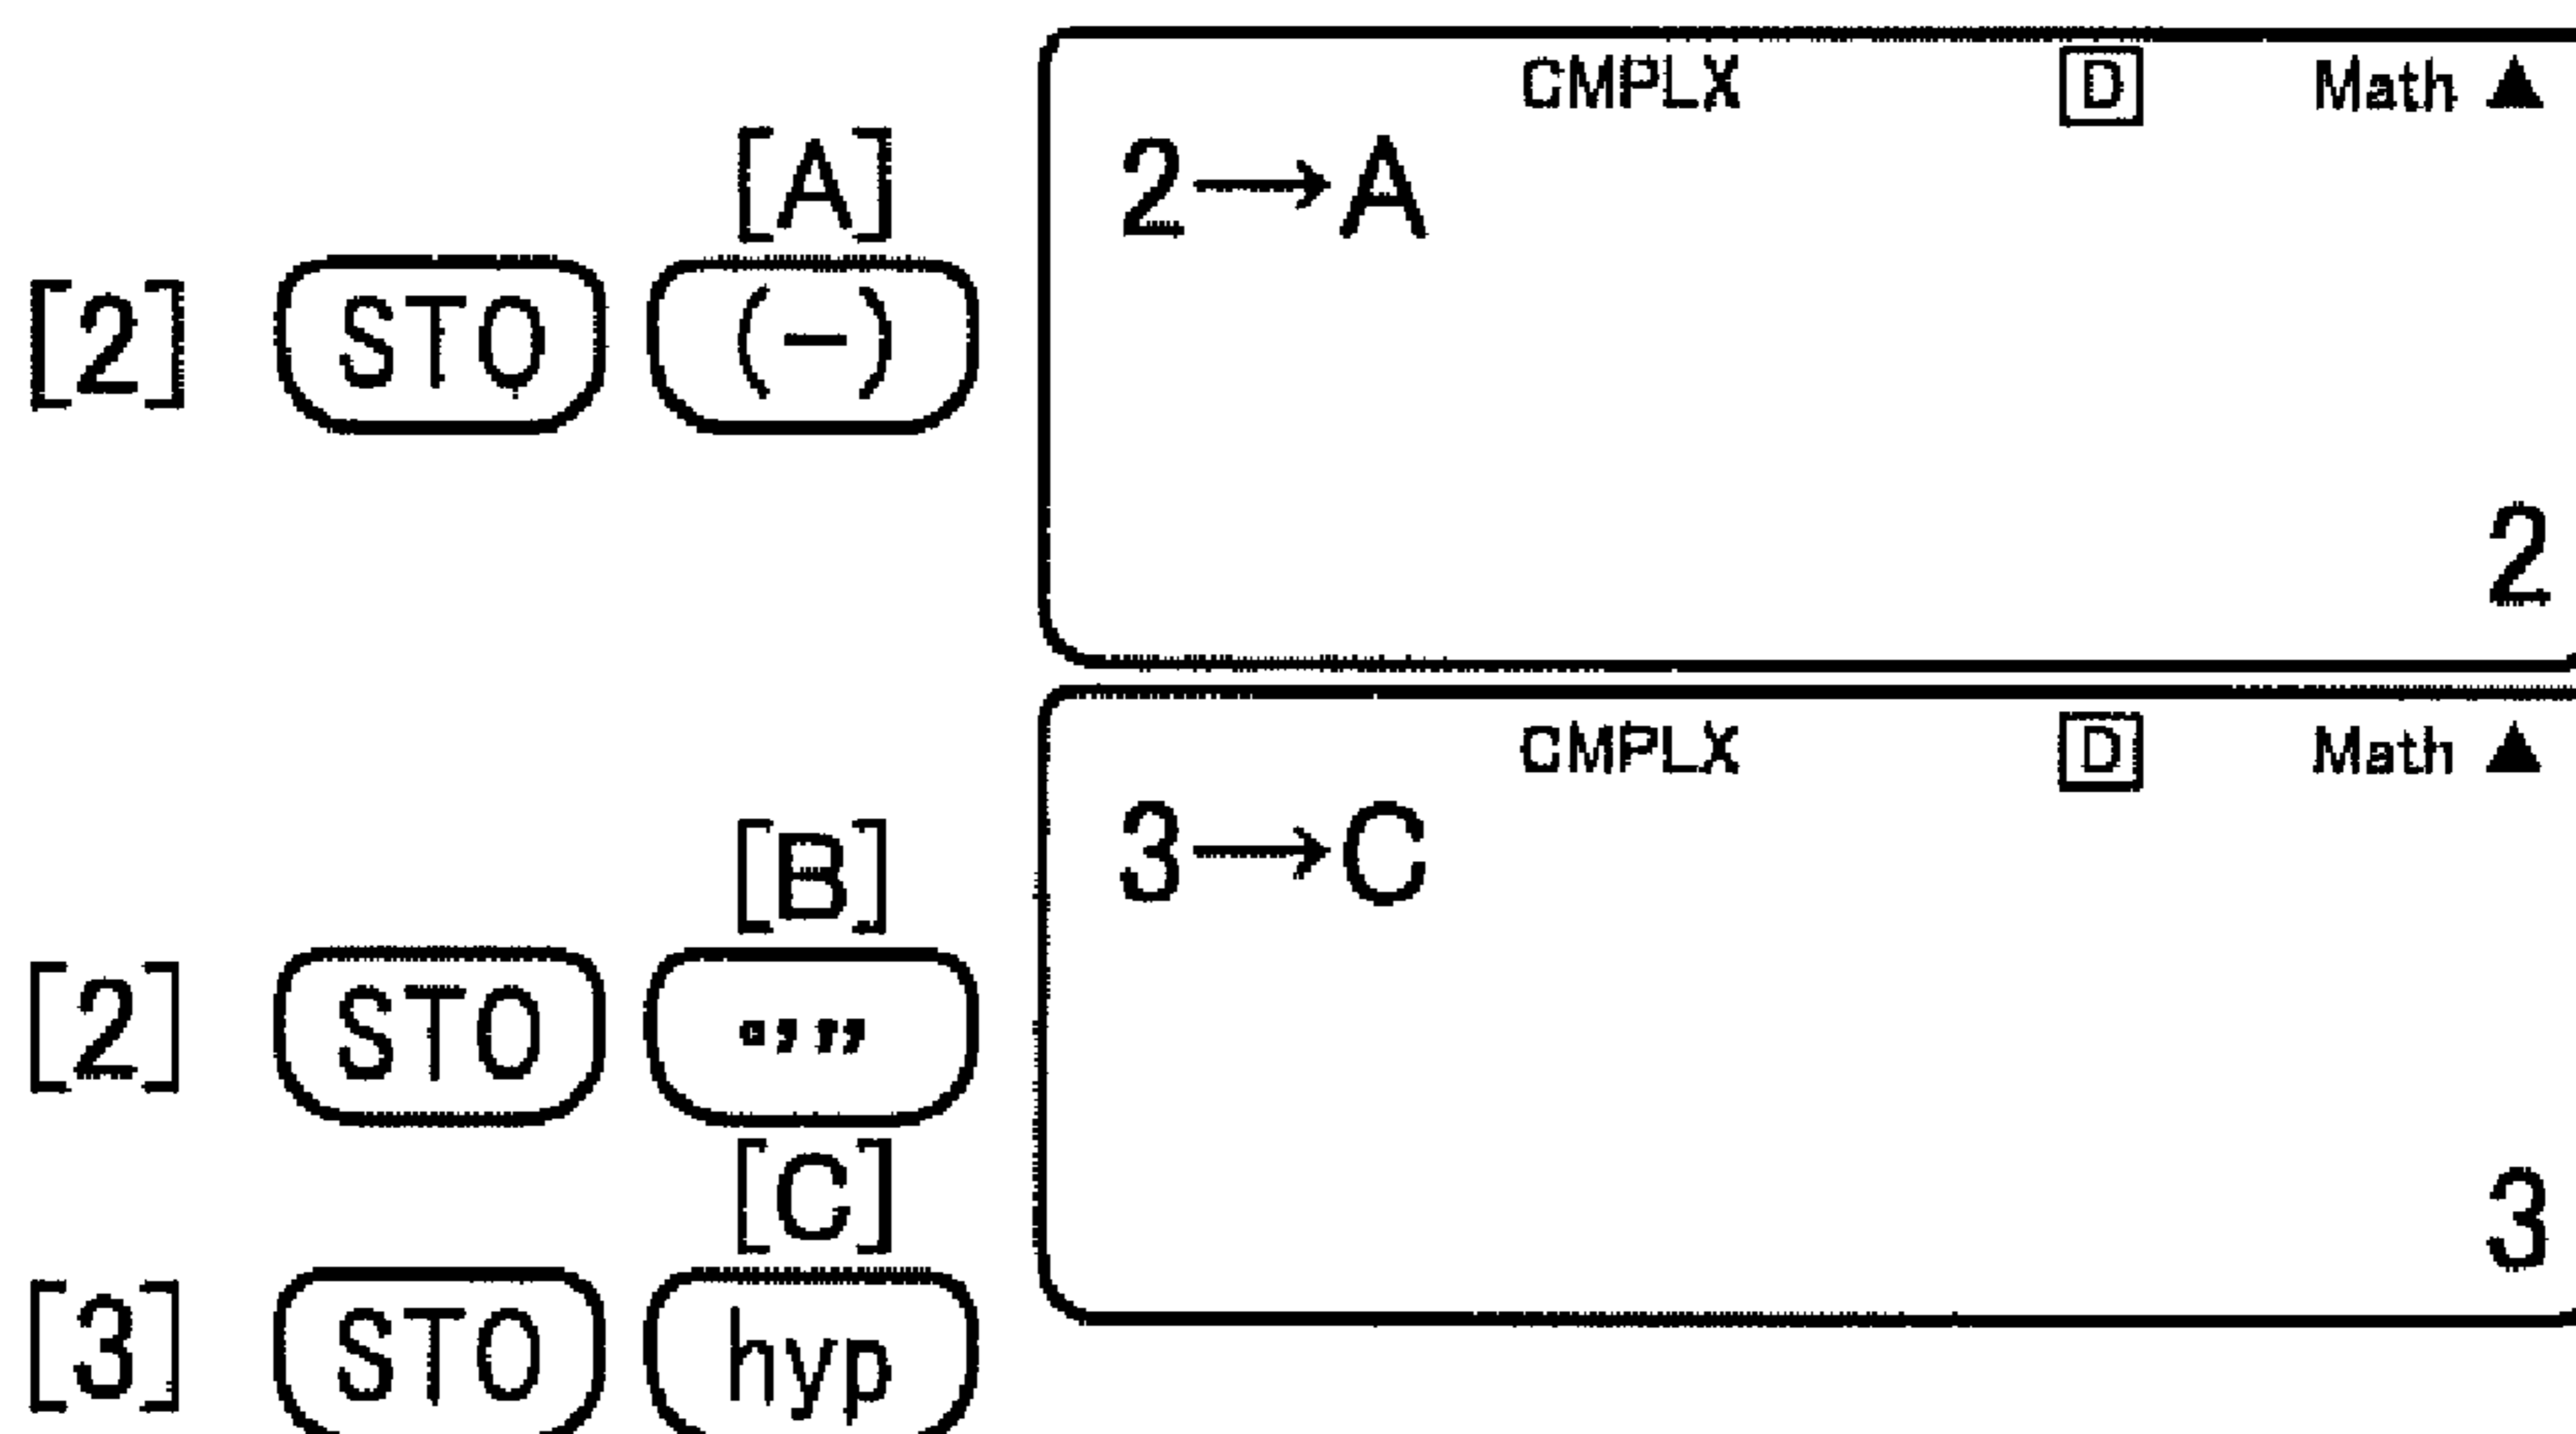 CMPLX D Math ▲
[A]
2→A
[2] STO (−)
2
CMPLX D Math ▲
[B]
3→C
[2] STO °’ ”
[C]
3
[3] STO hyp